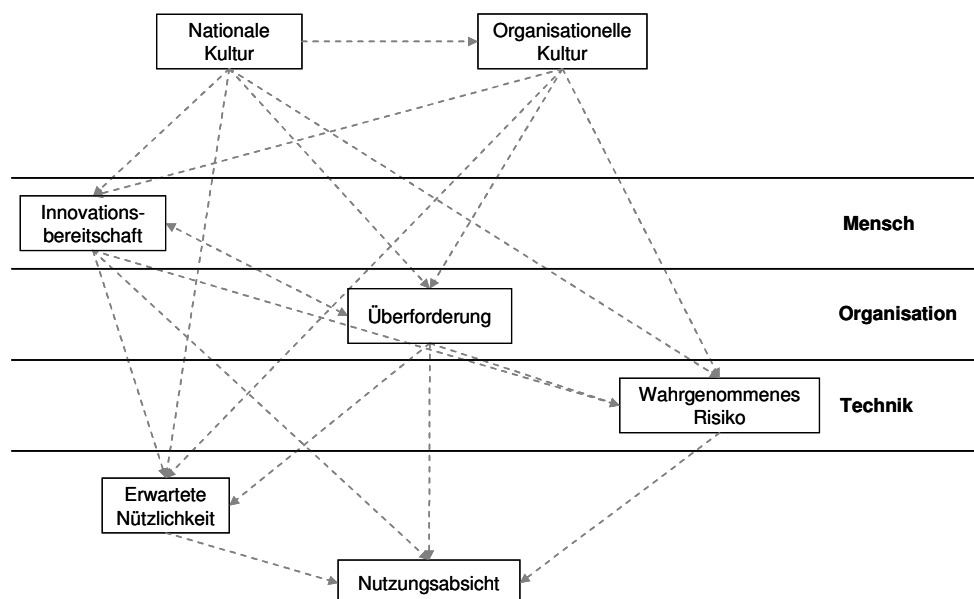 Nationale
Kultur
Organisationelle
Kultur
Innovations-
bereitschaft
Mensch
Überforderung
Organisation
Wahrgenommenes
Risiko
Technik
Erwartete
Nützlichkeit
Nutzungsabsicht